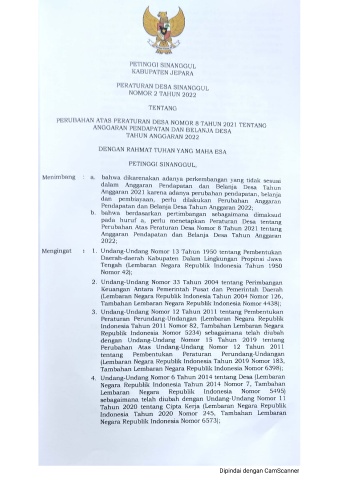 PETINGGI SINANGGUL
KABUPATEN JEPARA
PERATURAN DESA SINANGGUL
NOMOR 2 TAHUN 2022
TENTANG
PERUBAHAN ATAS PERATURAN DESA NOMOR 8 TAHUN 2021 TENTANG
ANGGARAN PENDAPATAN DAN BELANJA DESA
TAHUN ANGGARAN 2022
DENGAN RAHMAT TUHAN YANG MAHA ESA
PETINGGI SINANGGUL,
Menimbang : a. bahwa dikarenakan adanya perkembangan yang tidak sesuai
dalam Anggaran Pendapatan dan Belanja Desa Tahun
Anggaran 2021 karena adanya perubahan pendapatan, belanja
dan pembiayaan, perlu dilakukan Perubahan Anggaran
Pendapatan dan Belanja Desa Tahun Anggaran 2022;
b. bahwa berdasarkan pertimbangan sebagaimana dimaksud
pada huruf a, perlu menetapkan Peraturan Desa tentang
Perubahan Atas Peraturan Desa Nomor 8 Tahun 2021 tentang
Anggaran Pendapatan dan Belanja Desa Tahun Anggaran
2022;
Mengingat : 1. Undang-Undang Nomor 13 Tahun 1950 tentang Pembentukan
Daerah-daerah Kabupaten Dalam Lingkungan Propinsi Jawa
Tengah (Lembaran Negara Republik Indonesia Tahun 1950
Nomor 42);
2. Undang-Undang Nomor 33 Tahun 2004 tentang Perimbangan
Keuangan Antara Pemerintah Pusat dan Pemerintah Daerah
(Lembaran Negara Republik Indonesia Tahun 2004 Nomor 126,
Tambahan Lembaran Negara Republik Indonesia Nomor 4438);
3. Undang-Undang Nomor 12 Tahun 2011 tentang Pembentukan
Peraturan Perundang-Undangan (Lembaran Negara Republik
Indonesia Tahun 2011 Nomor 82, Tambahan Lembaran Negara
Republik Indonesia Nomor 5234) sebagaimana telah diubah
dengan Undang-Undang Nomor 15 Tahun 2019 tentang
Perubahan Atas Undang-Undang Nomor 12 Tahun 2011
tentang Pembentukan Peraturan Perundang-Undangan
(Lembaran Negara Republik Indonesia Tahun 2019 Nomor 183,
Tambahan Lembaran Negara Republik Indonesia Nomor 6398);
4. Undang-Undang Nomor 6 Tahun 2014 tentang Desa (Lembaran
Negara Republik Indonesia Tahun 2014 Nomor 7, Tambahan
Lembaran Negara Republik Indonesia Nomor 5495)
sebagaimana telah diubah dengan Undang-Undang Nomor 11
Tahun 2020 tentang Cipta Kerja (Lembaran Negara Republik
Indonesia Tahun 2020 Nomor 245, Tambahan Lembaran
Negara Republik Indonesia Nomor 6573);
Dipindai dengan CamScanner